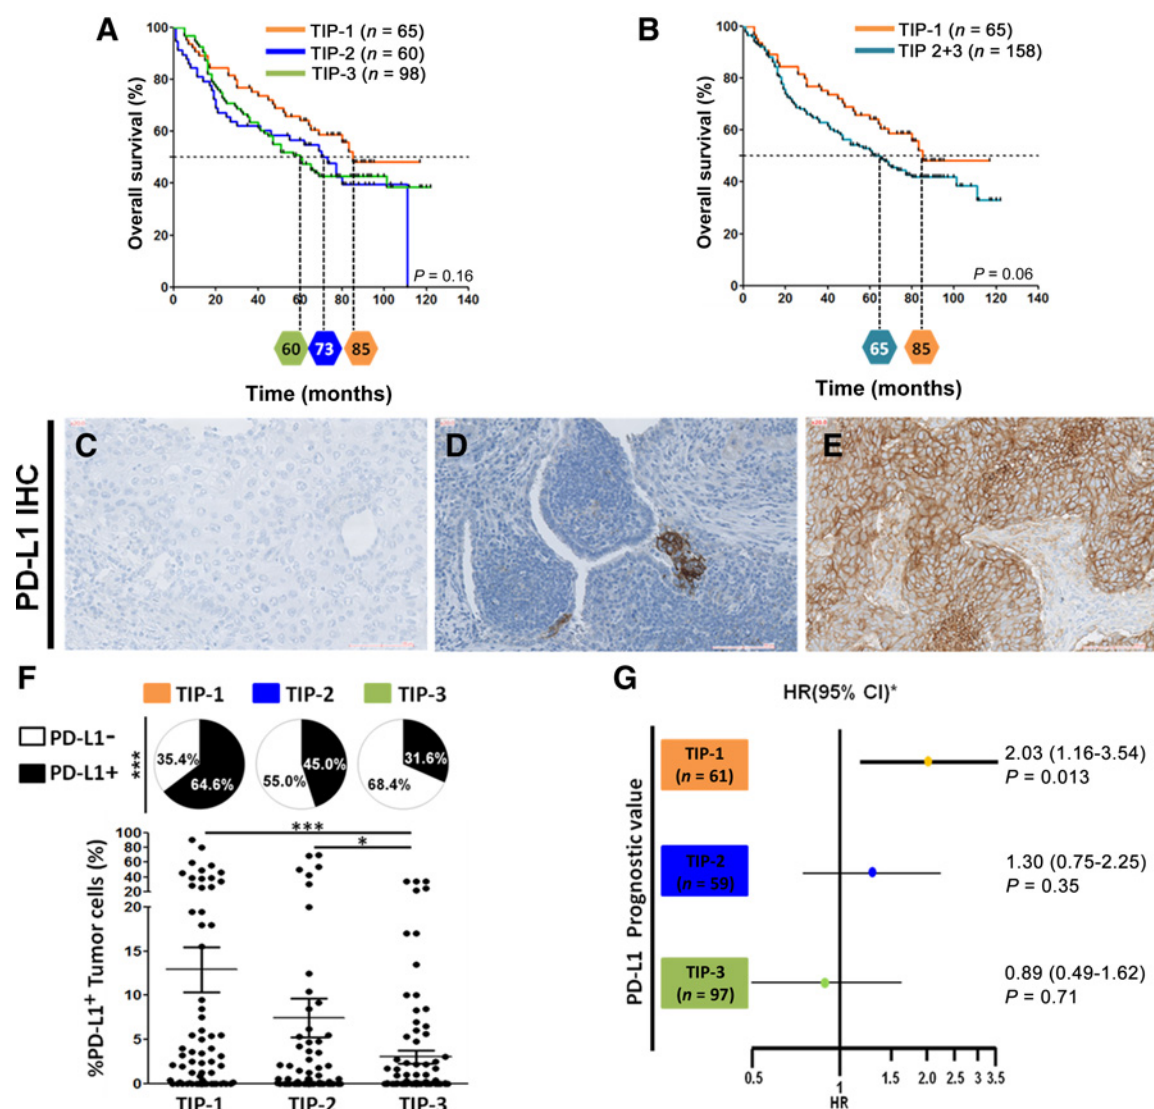 A
TIP-1 (n = 65)
TIP-2 (n = 60)
TIP-3 (n = 98)
Overall survival (%)
100
80
60
40
20
0
P = 0.16
0 20 40 60 80 100 120 140
60 73 85
Time (months)
B
TIP-1 (n = 65)
TIP 2+3 (n = 158)
Overall survival (%)
100
80
60
40
20
0
P = 0.06
0 20 40 60 80 100 120 140
65 85
Time (months)
PD-L1 IHC
C
D
E
F
TIP-1 TIP-2 TIP-3
PD-L1−
PD-L1+
***
35.4% 64.6%
55.0% 45.0%
68.4% 31.6%
***
*
%PD-L1+ Tumor cells (%)
100
80
60
40
20
20
15
10
5
0
TIP-1 TIP-2 TIP-3
G
HR(95% CI)*
PD-L1 Prognostic value
TIP-1
(n = 61)
2.03 (1.16-3.54)
P = 0.013
TIP-2
(n = 59)
1.30 (0.75-2.25)
P = 0.35
TIP-3
(n = 97)
0.89 (0.49-1.62)
P = 0.71
0.5 1 1.5 2.0 2.5 3 3.5
HR